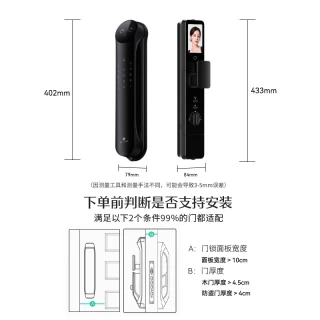 402mm
433mm
79mm
84mm
(因测量工具和测量手法不同，可能会导致3-5mm误差)
下单前判断是否支持安装
满足以下2个条件99%的门都适配
A
B
A：门锁面板宽度
面板宽度＞10cm
B：门厚度
木门厚度＞4.5cm
防盗门厚度＞4cm